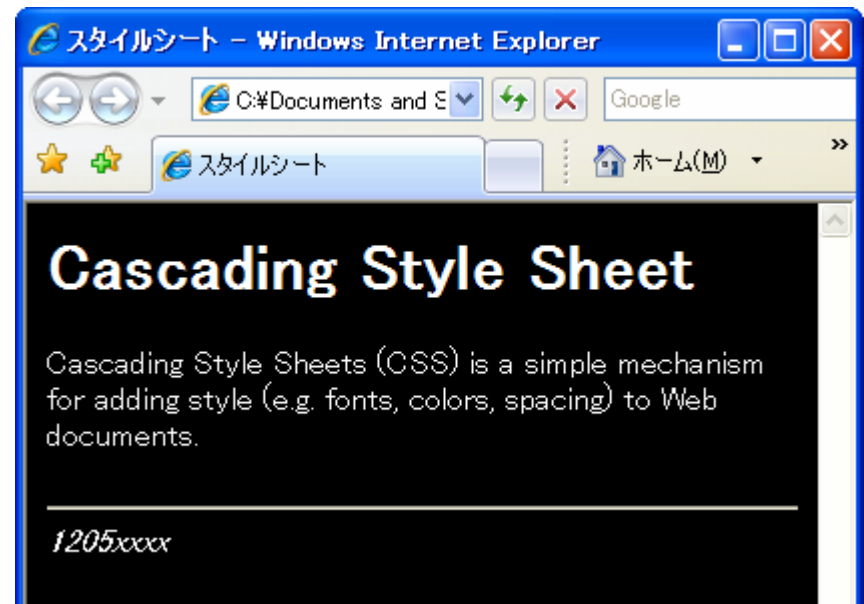 スタイルシート - Windows Internet Explorer
C:¥Documents and S
Google
スタイルシート
ホーム(M)
»
Cascading Style Sheet
Cascading Style Sheets (CSS) is a simple mechanism
for adding style (e.g. fonts, colors, spacing) to Web
documents.
1205xxxx